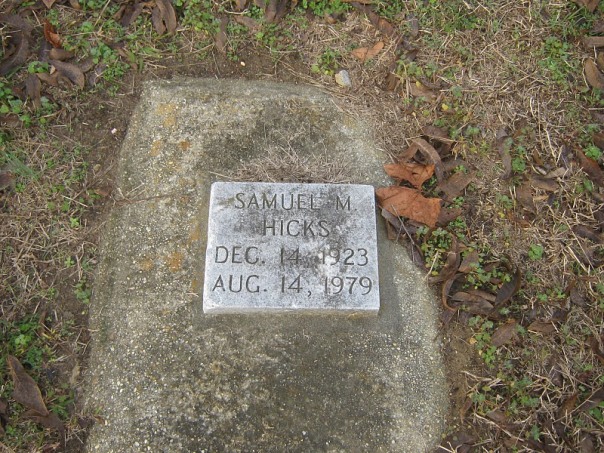 SAMUEL M.
HICKS
DEC. 14, 1923
AUG. 14, 1979